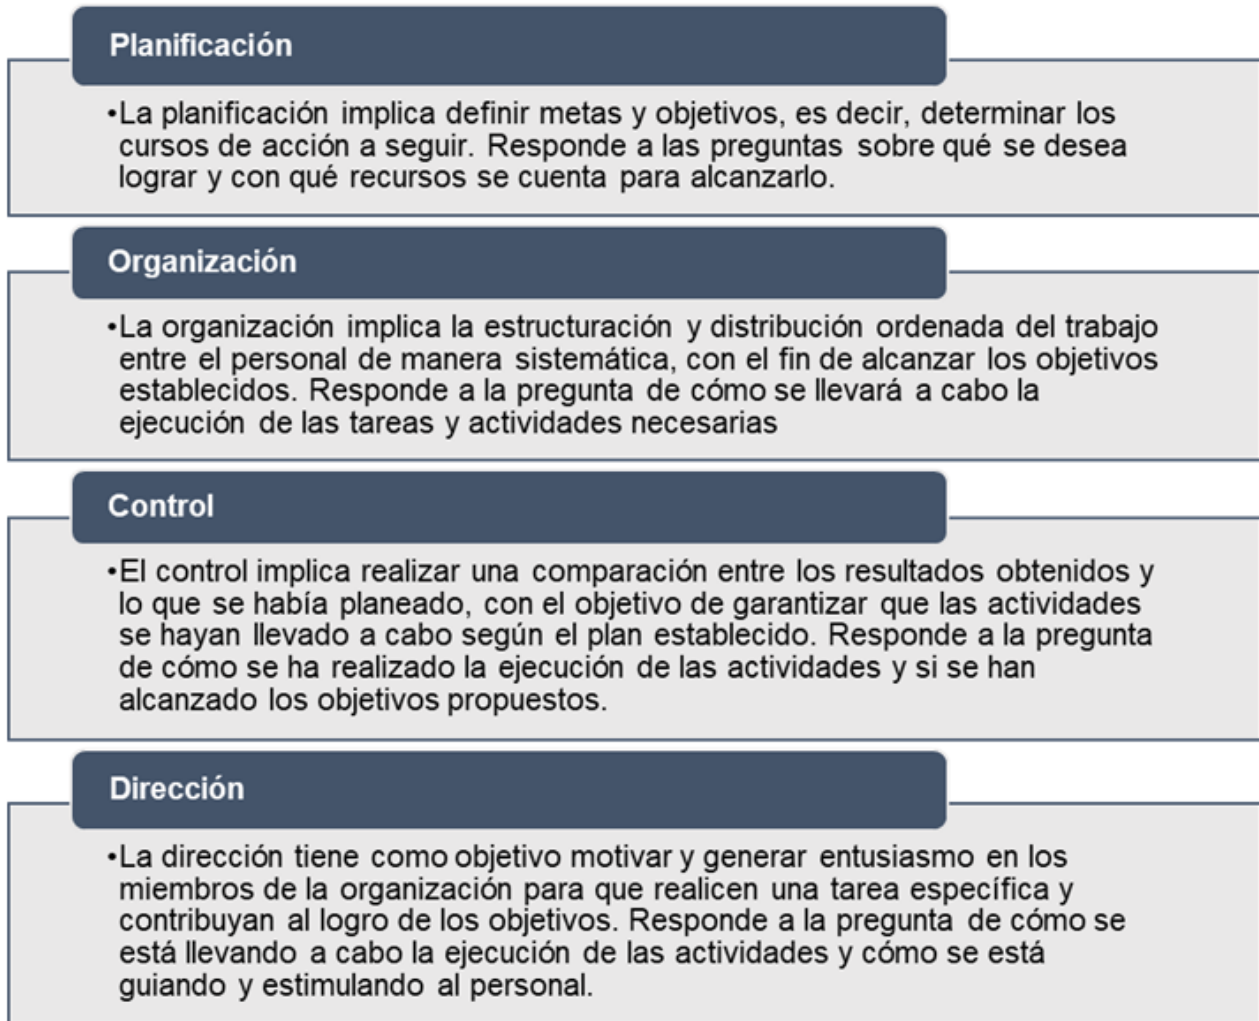 Planificación
•La planificación implica definir metas y objetivos, es decir, determinar los
cursos de acción a seguir. Responde a las preguntas sobre qué se desea
lograr y con qué recursos se cuenta para alcanzarlo.
Organización
•La organización implica la estructuración y distribución ordenada del trabajo
entre el personal de manera sistemática, con el fin de alcanzar los objetivos
establecidos. Responde a la pregunta de cómo se llevará a cabo la
ejecución de las tareas y actividades necesarias
Control
•El control implica realizar una comparación entre los resultados obtenidos y
lo que se había planeado, con el objetivo de garantizar que las actividades
se hayan llevado a cabo según el plan establecido. Responde a la pregunta
de cómo se ha realizado la ejecución de las actividades y si se han
alcanzado los objetivos propuestos.
Dirección
•La dirección tiene como objetivo motivar y generar entusiasmo en los
miembros de la organización para que realicen una tarea específica y
contribuyan al logro de los objetivos. Responde a la pregunta de cómo se
está llevando a cabo la ejecución de las actividades y cómo se está
guiando y estimulando al personal.